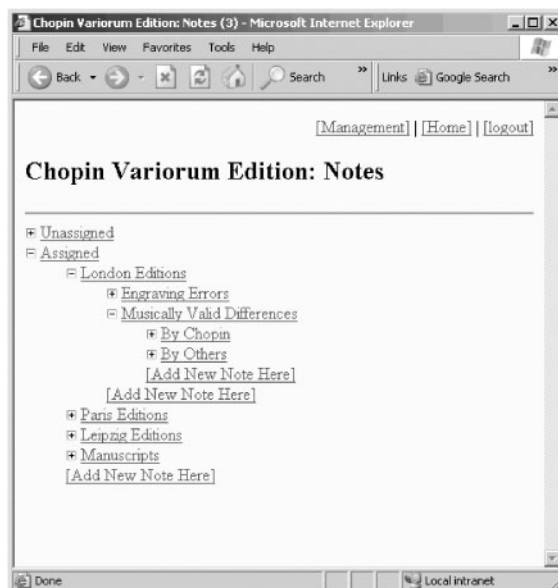 Chopin Variorum Edition: Notes (3) - Microsoft Internet Explorer
File Edit View Favorites Tools Help
Back Search » Links Google Search »
[Management] | [Home] | [logout]
Chopin Variorum Edition: Notes
Unassigned
Assigned
London Editions
Engraving Errors
Musically Valid Differences
By Chopin
By Others
[Add New Note Here]
[Add New Note Here]
Paris Editions
Leipzig Editions
Manuscripts
[Add New Note Here]
Done Local intranet